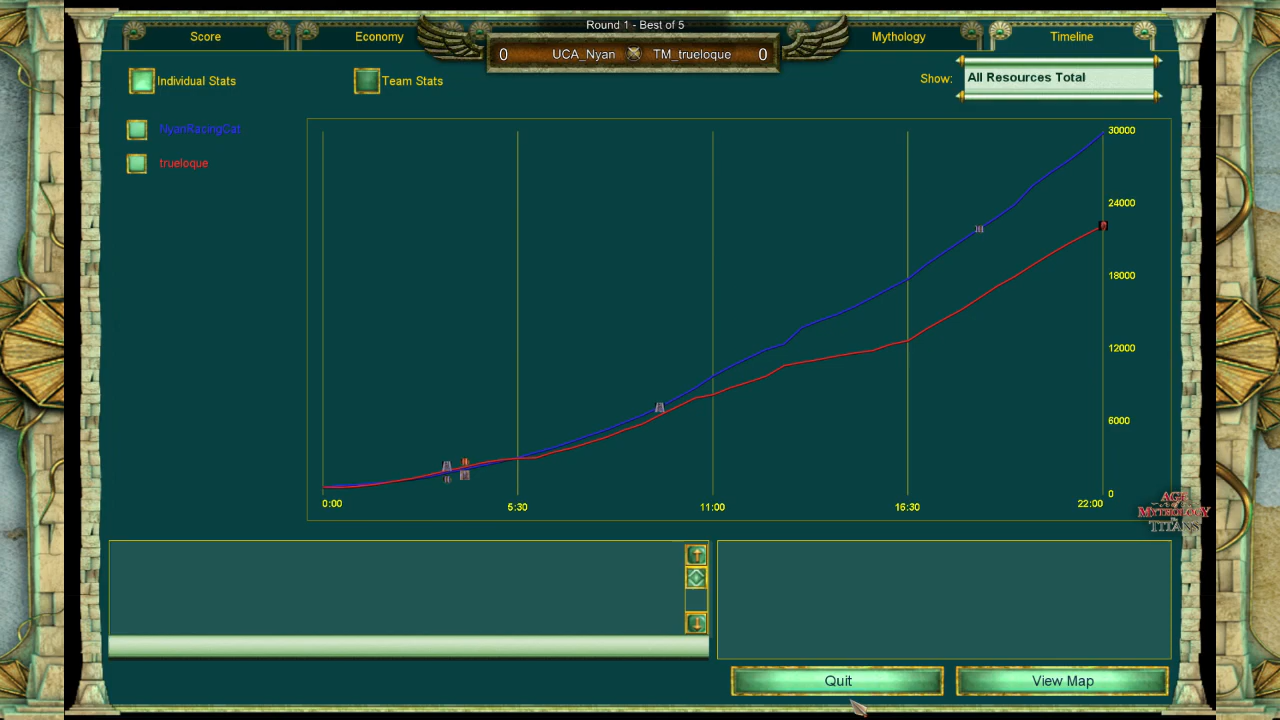 Round 1 - Best of 5
Score
Economy
0 UCA_Nyan TM_trueloque 0
Mythology
Timeline
Individual Stats
Team Stats
Show: All Resources Total
NyanRacingCat
trueloque
30000
24000
18000
12000
6000
0
0:00 5:30 11:00 16:30 22:00
AGE
of
MYTHOLOGY
The
TITANS
Quit
View Map